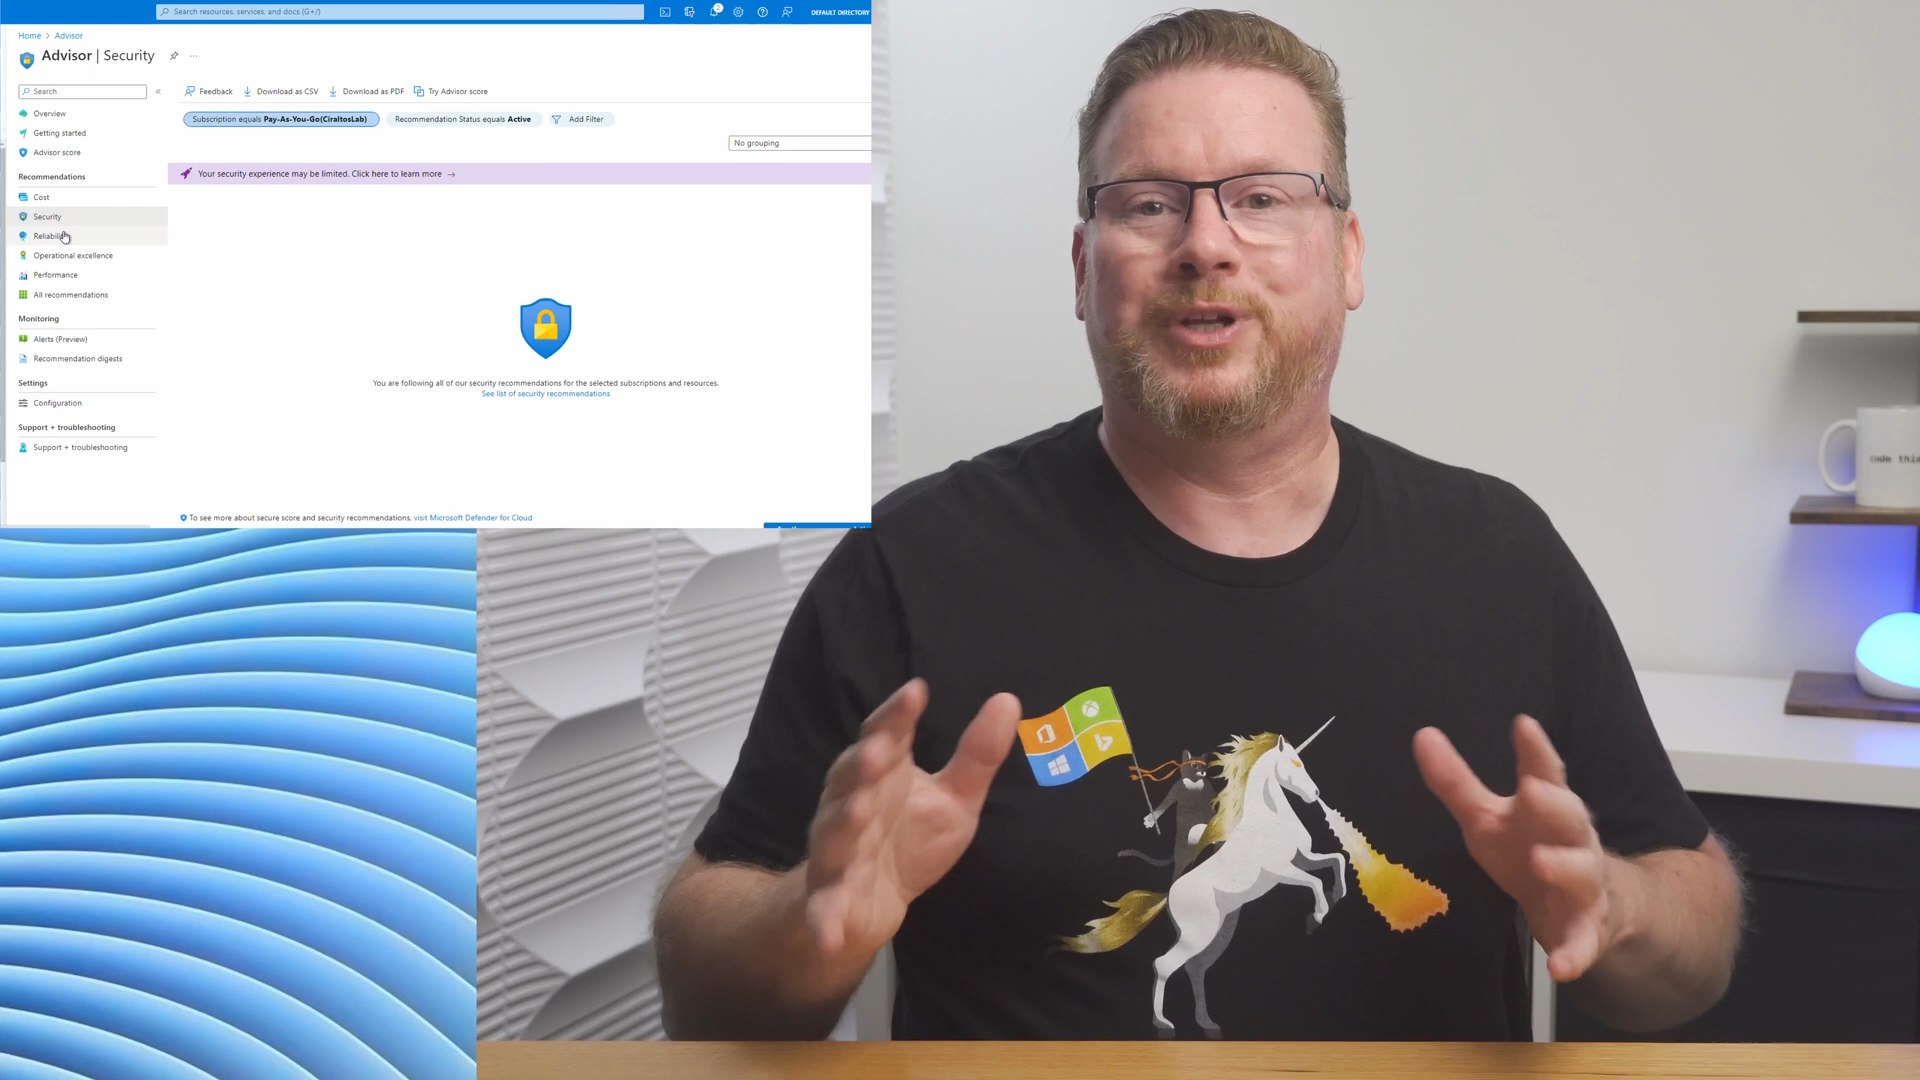 Search resources, services, and docs (G+/)
2
DEFAULT DIRECTORY
Home > Advisor
Advisor | Security
...
Search
«
Feedback
Download as CSV
Download as PDF
Try Advisor score
Overview
Getting started
Advisor score
Subscription equals Pay-As-You-Go(CiraltosLab)
Recommendation Status equals Active
Add Filter
No grouping
Your security experience may be limited. Click here to learn more →
Recommendations
Cost
Security
Reliability
Operational excellence
Performance
All recommendations
Monitoring
Alerts (Preview)
Recommendation digests
Settings
Configuration
Support + troubleshooting
Support + troubleshooting
You are following all of our security recommendations for the selected subscriptions and resources.
See list of security recommendations
To see more about secure score and security recommendations, visit Microsoft Defender for Cloud
code